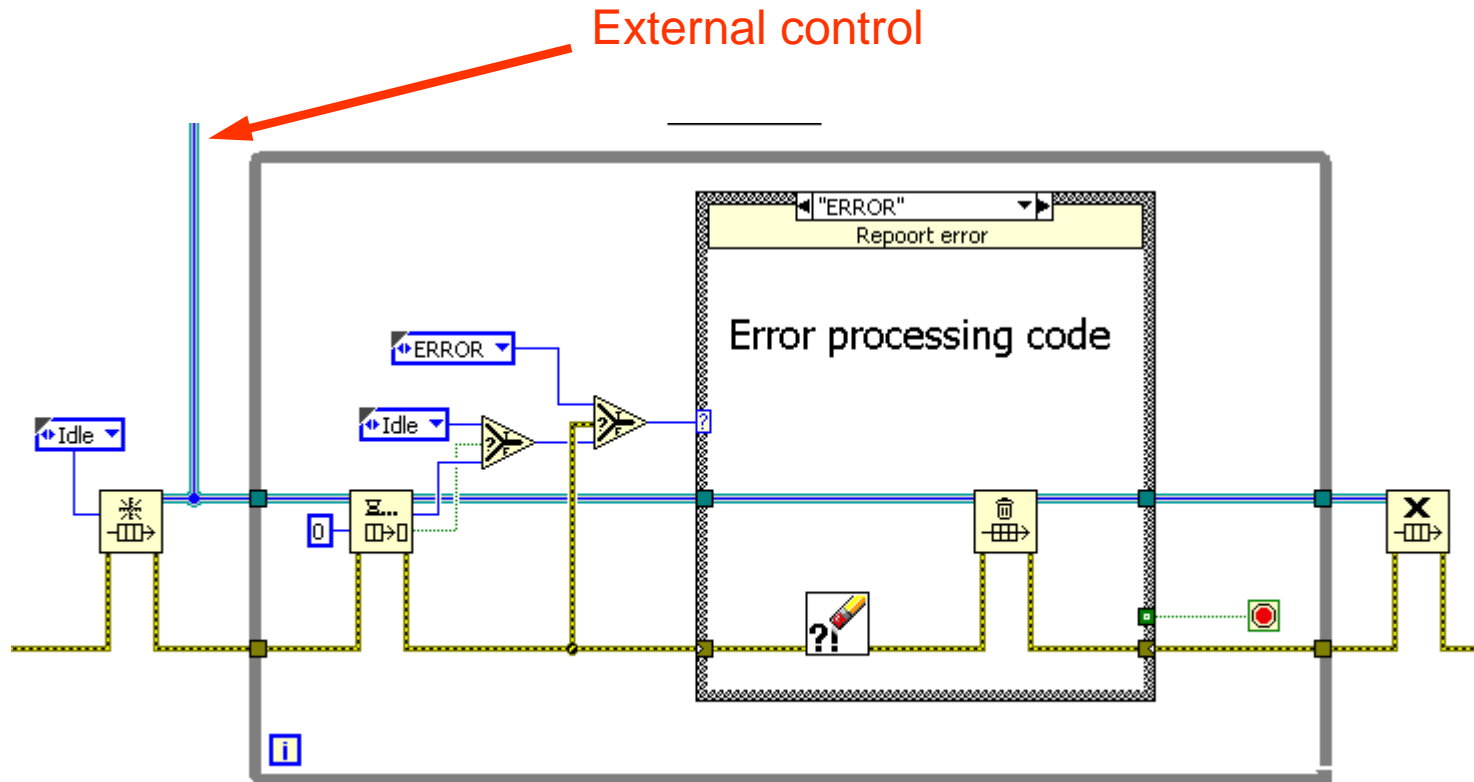 External control
"ERROR"
Repoort error
Error processing code
ERROR
Idle
Idle
0
?
?
?
?!
i